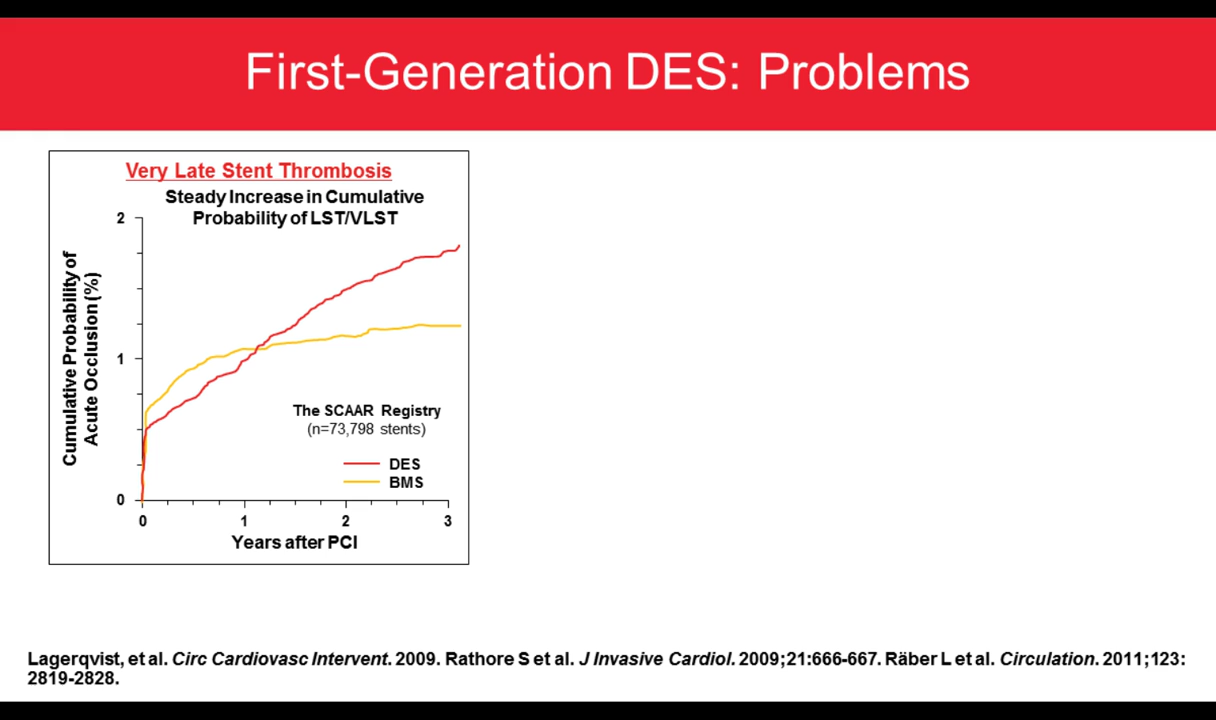 First-Generation DES: Problems
Very Late Stent Thrombosis
Steady Increase in Cumulative
Probability of LST/VLST
Cumulative Probability of
Acute Occlusion (%)
2
1
0
The SCAAR Registry
(n=73,798 stents)
DES
BMS
0 1 2 3
Years after PCI
Lagerqvist, et al. Circ Cardiovasc Intervent. 2009. Rathore S et al. J Invasive Cardiol. 2009;21:666-667. Räber L et al. Circulation. 2011;123:
2819-2828.